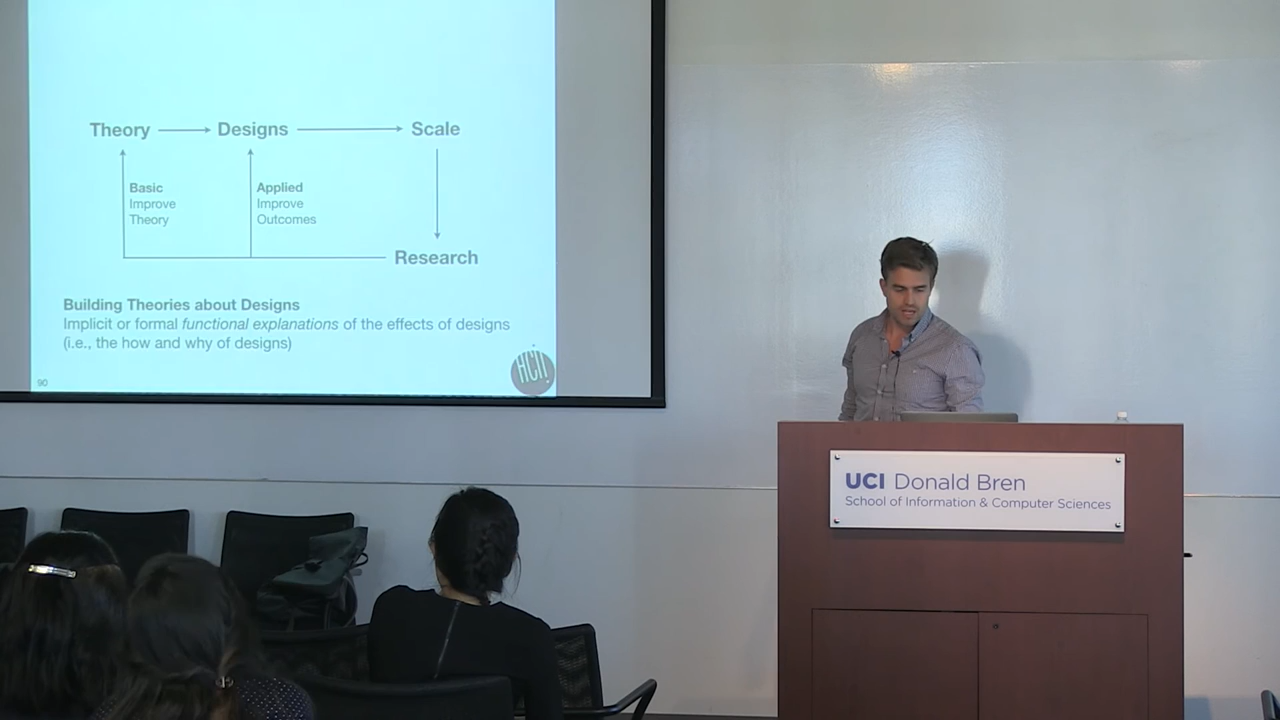 Theory Designs Scale
Basic
Improve
Theory
Applied
Improve
Outcomes
Research
Building Theories about Designs
Implicit or formal functional explanations of the effects of designs
(i.e., the how and why of designs)
90
HCII
UCI Donald Bren
School of Information & Computer Sciences